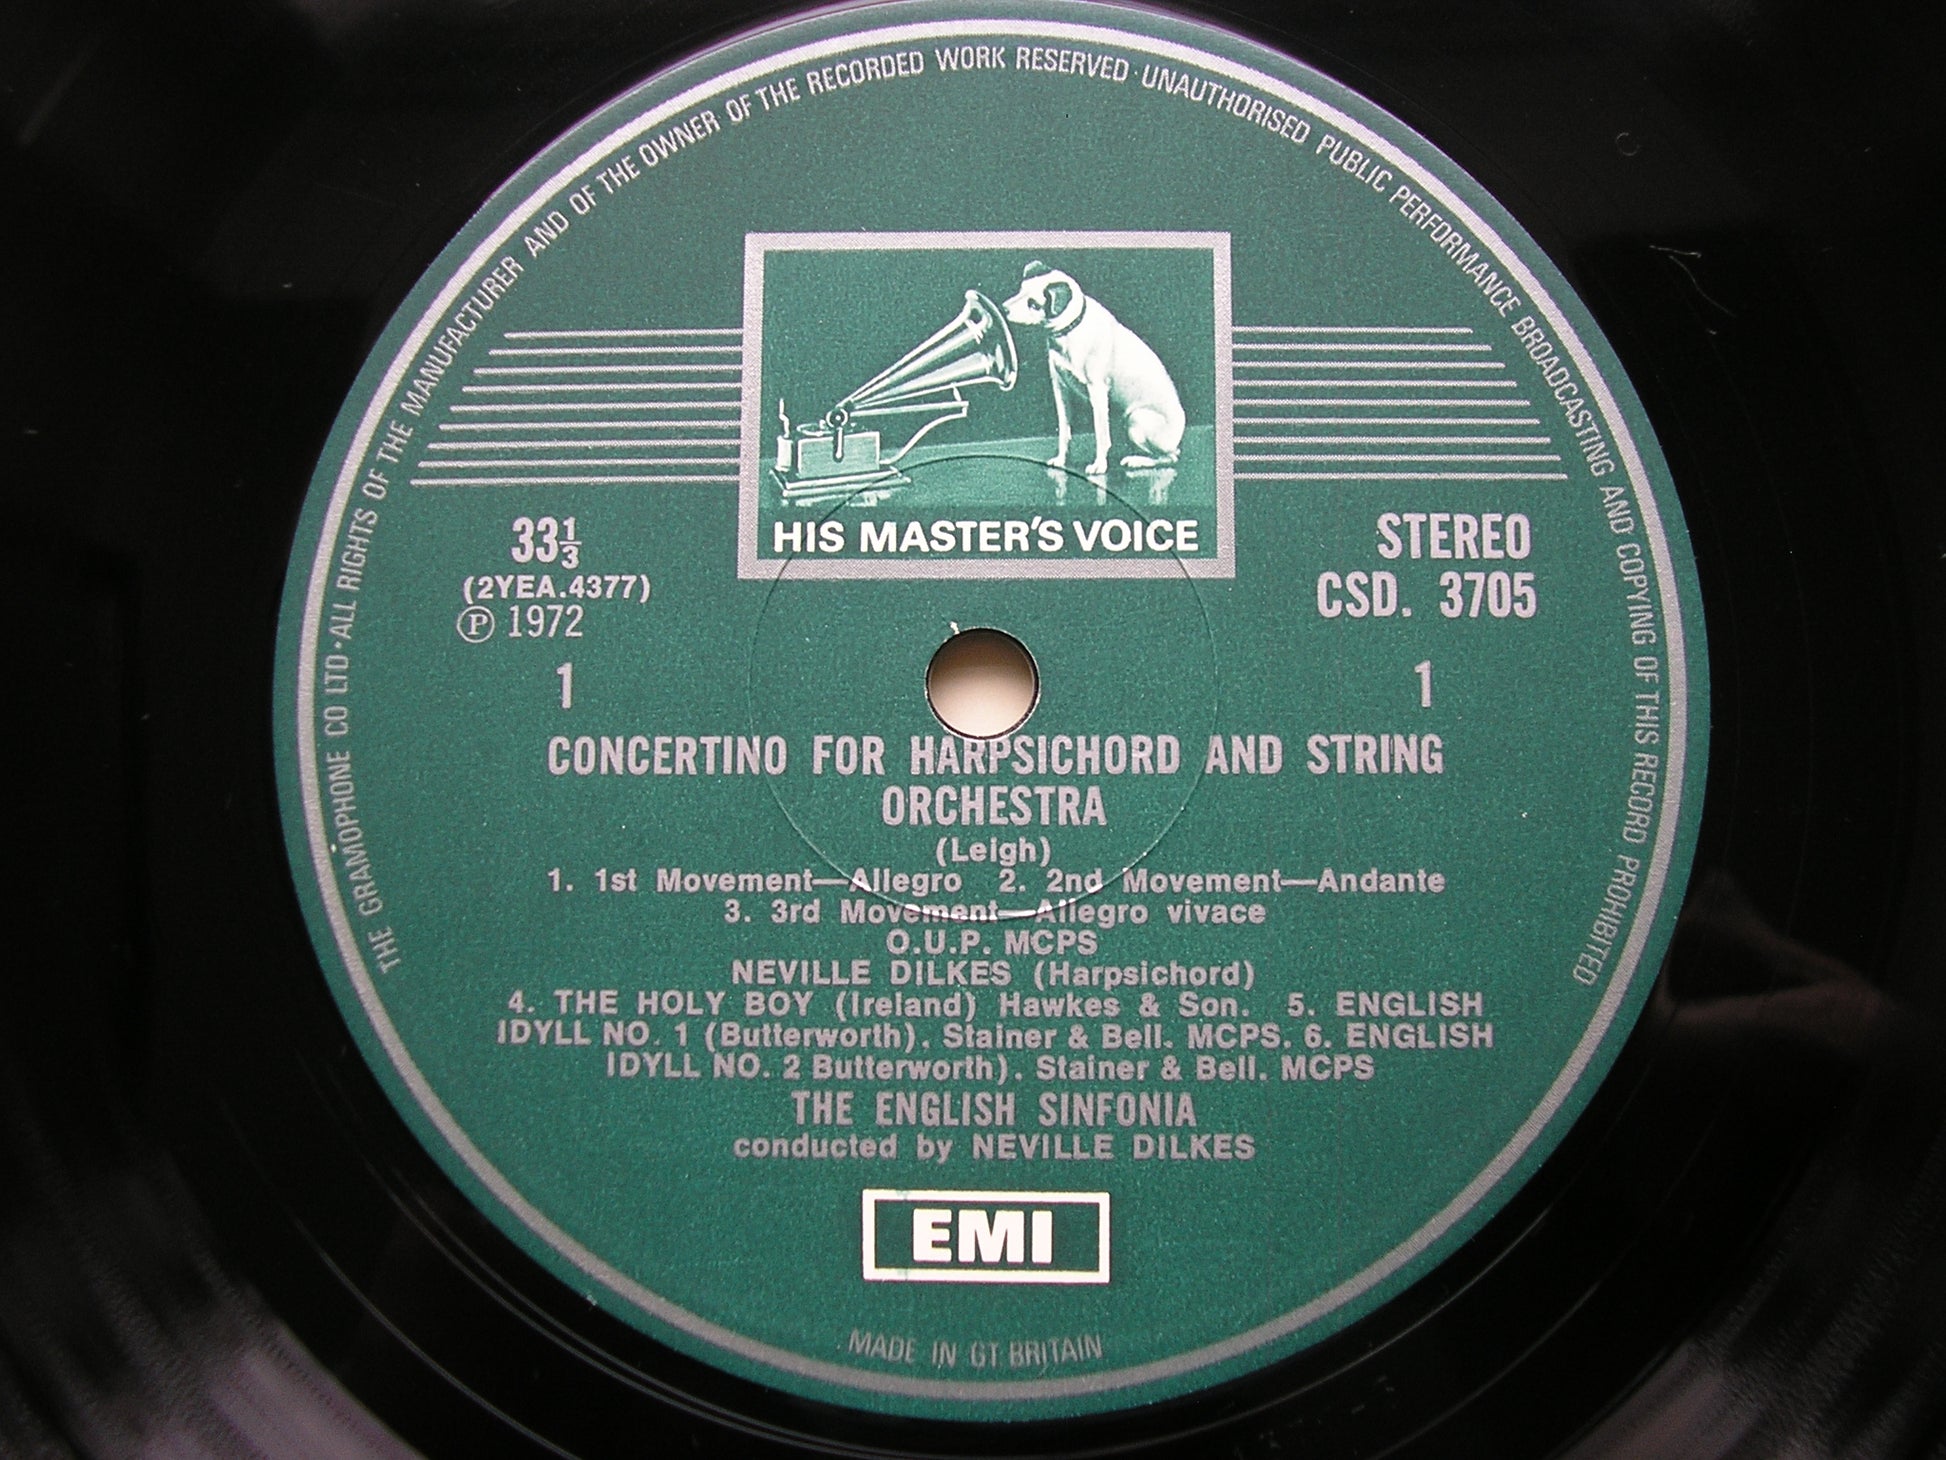 THE GRAMOPHONE CO LTD · ALL RIGHTS OF THE MANUFACTURER AND OF THE OWNER OF THE RECORDED WORK RESERVED · UNAUTHORISED PUBLIC PERFORMANCE BROADCASTING AND COPYING OF THIS RECORD PROHIBITED
HIS MASTER'S VOICE
33⅓
(2YEA.4377)
Ⓟ 1972
1
STEREO
CSD. 3705
1
CONCERTINO FOR HARPSICHORD AND STRING
ORCHESTRA
(Leigh)
1. 1st Movement—Allegro 2. 2nd Movement—Andante
3. 3rd Movement—Allegro vivace
O.U.P. MCPS
NEVILLE DILKES (Harpsichord)
4. THE HOLY BOY (Ireland) Hawkes & Son. 5. ENGLISH
IDYLL NO. 1 (Butterworth). Stainer & Bell. MCPS. 6. ENGLISH
IDYLL NO. 2 Butterworth). Stainer & Bell. MCPS
THE ENGLISH SINFONIA
conducted by NEVILLE DILKES
EMI
MADE IN GT BRITAIN